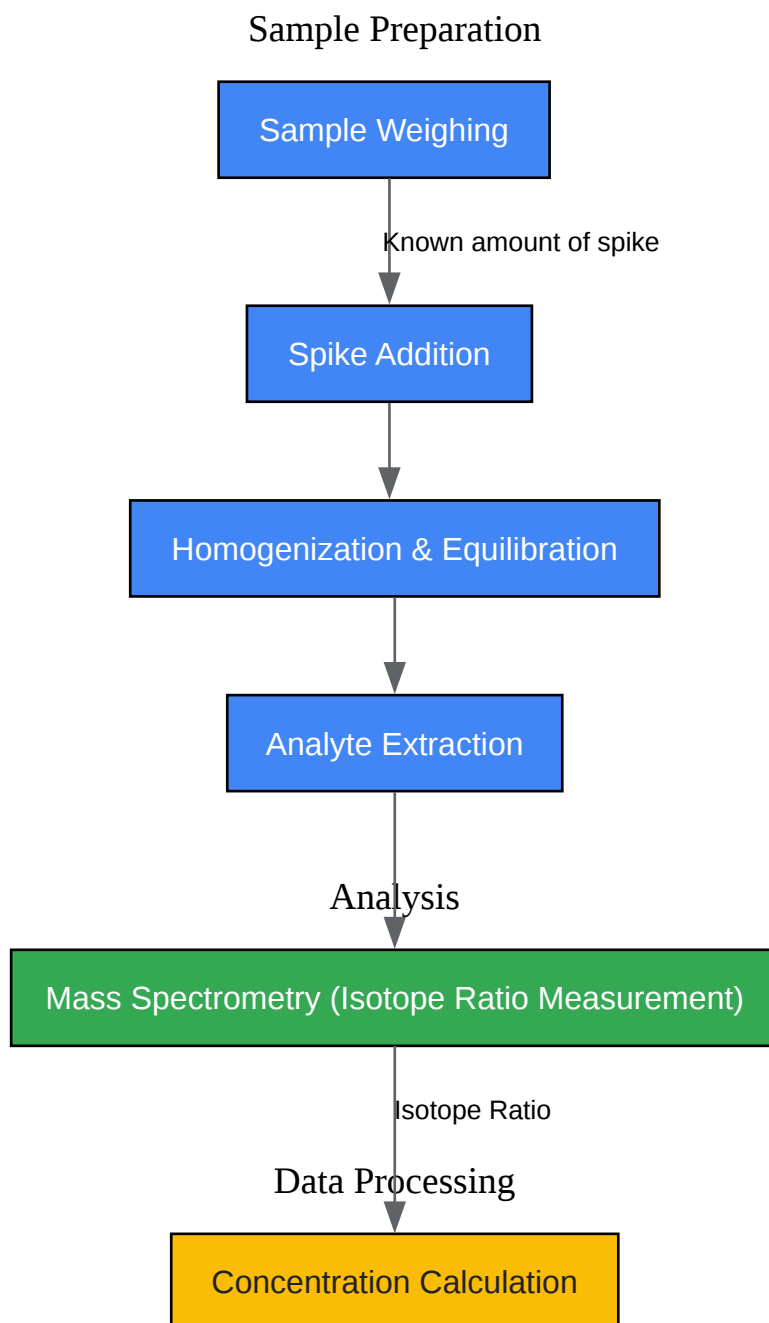 Sample Preparation
Sample Weighing
Known amount of spike
Spike Addition
Homogenization & Equilibration
Analyte Extraction
Analysis
Mass Spectrometry (Isotope Ratio Measurement)
Isotope Ratio
Data Processing
Concentration Calculation